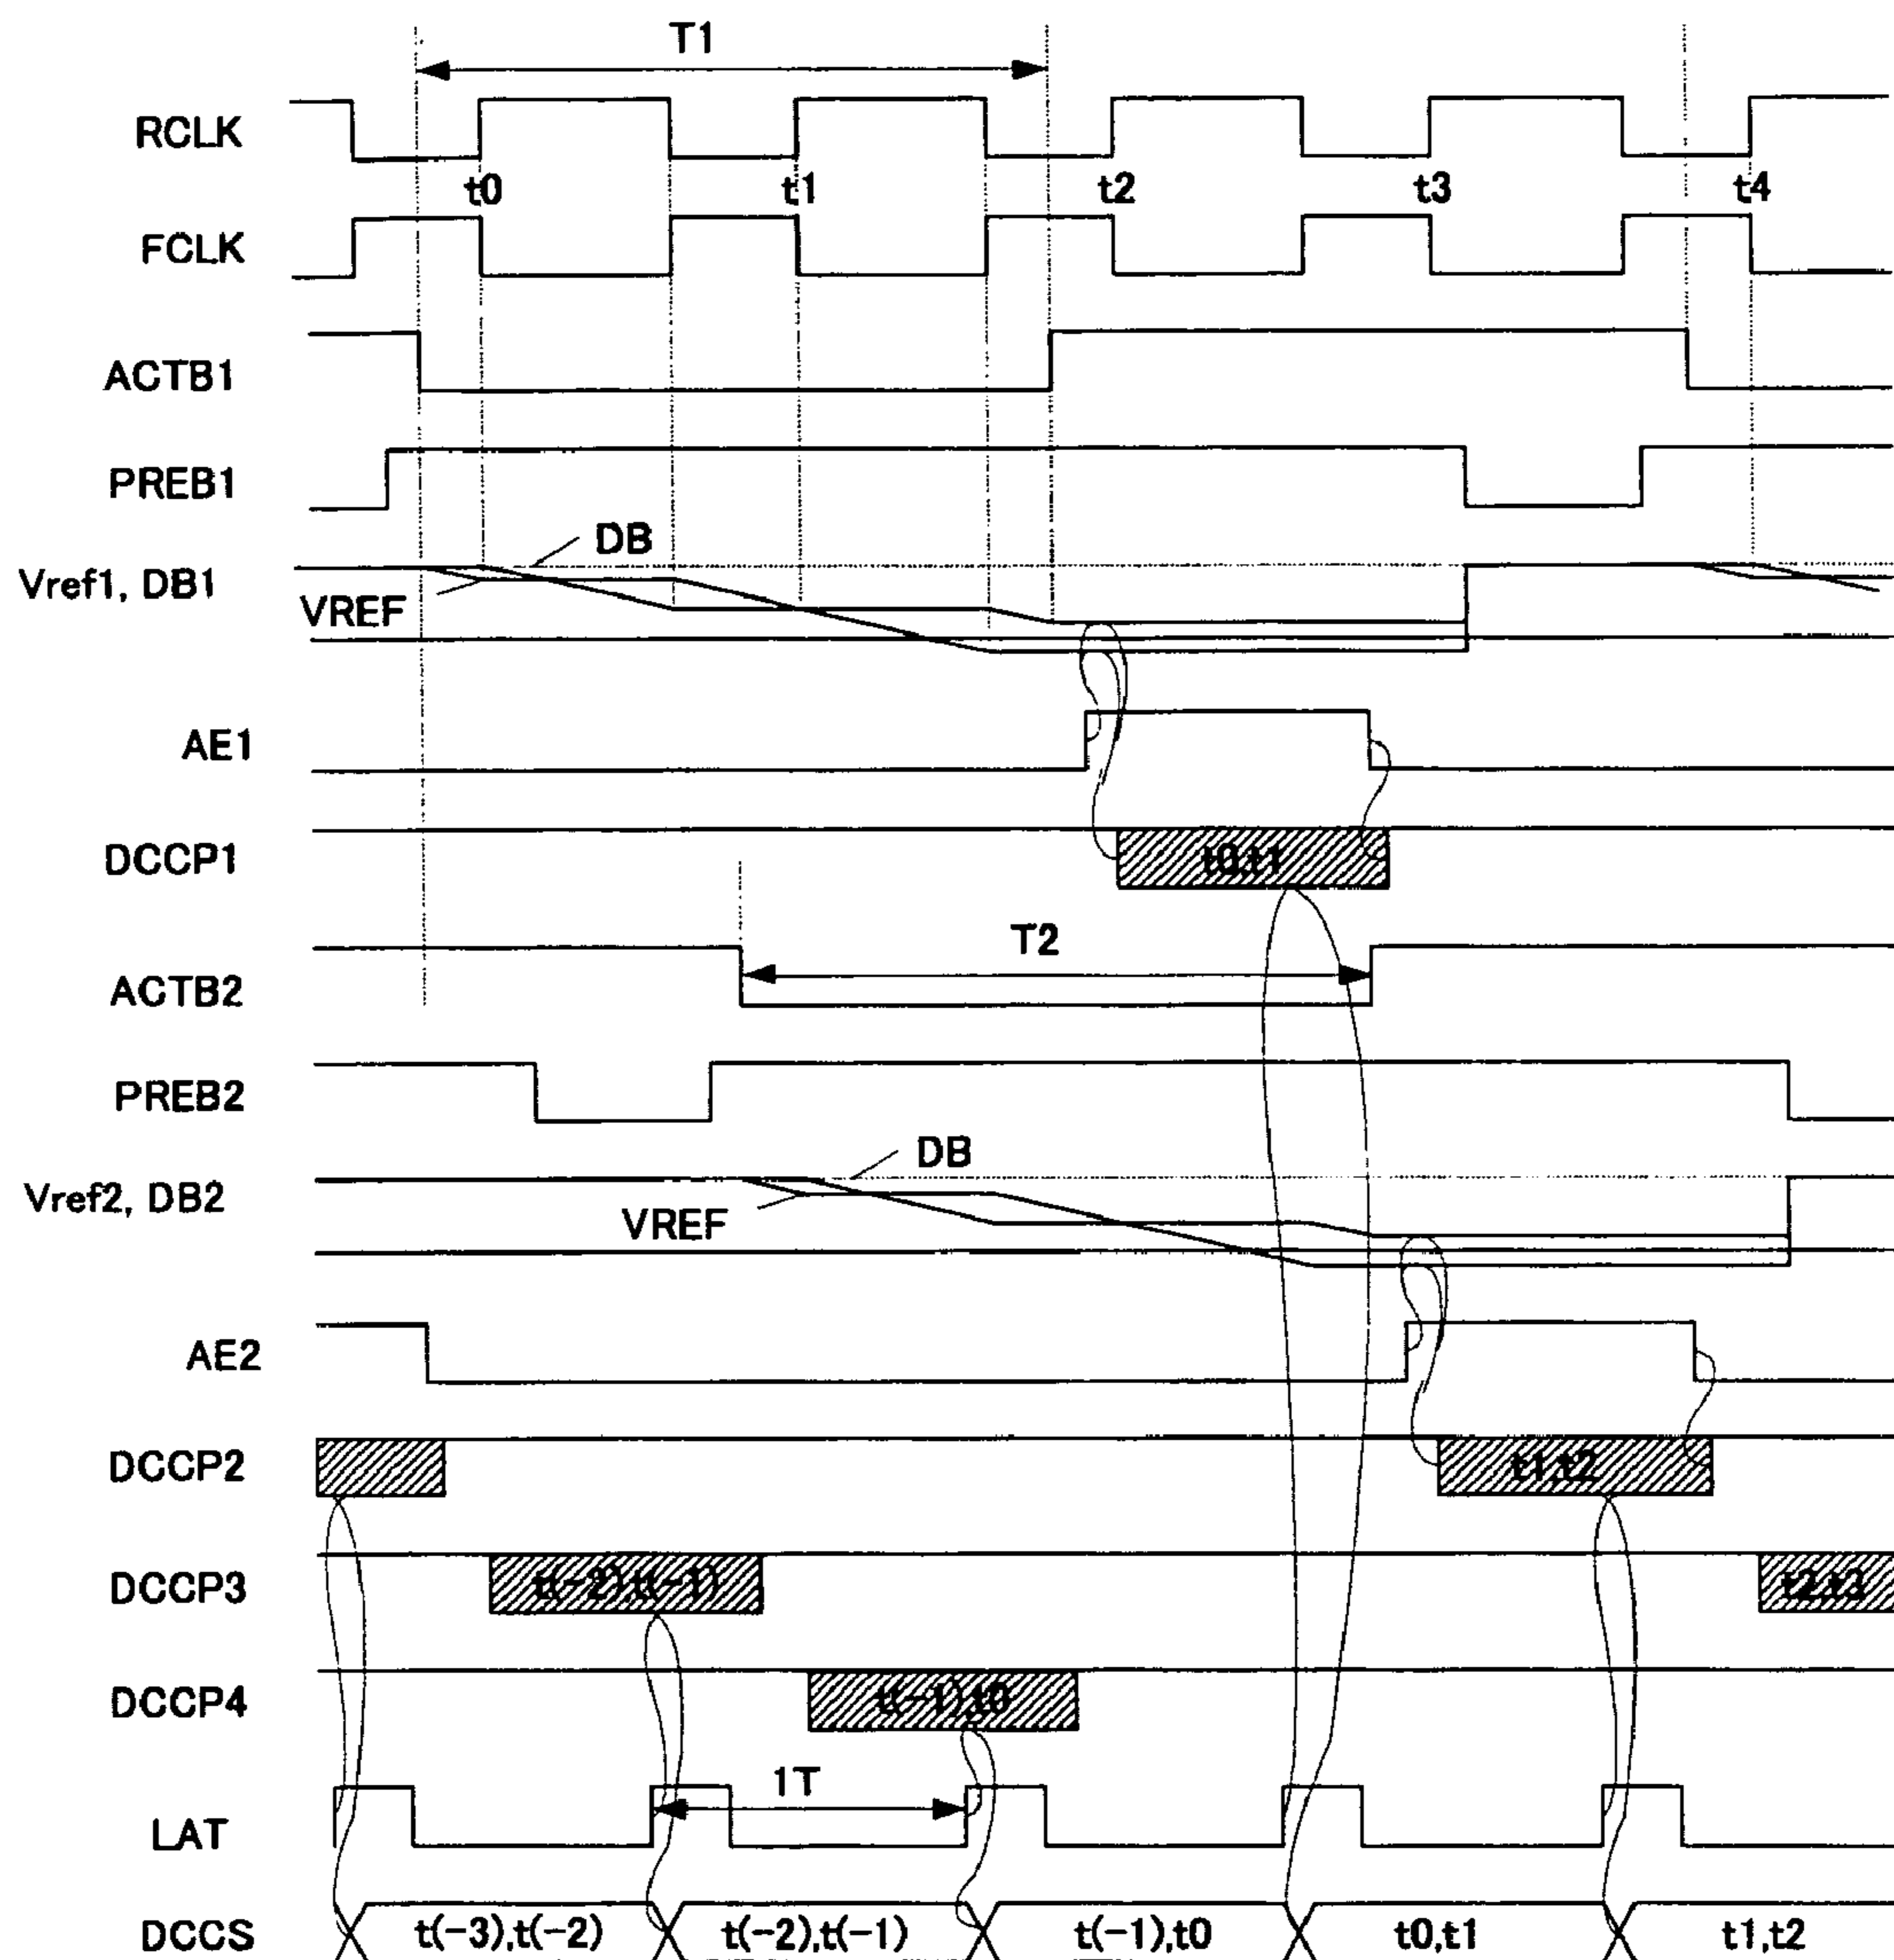 T1
RCLK
t0 t1 t2 t3 t4
FCLK
ACTB1
PREB1
DB
Vref1, DB1
VREF
AE1
DCCP1
t0,t1
T2
ACTB2
PREB2
DB
Vref2, DB2
VREF
AE2
DCCP2
t1,t2
DCCP3
t(-2),t(-1)
t2,t3
DCCP4
t(-1),t0
1T
LAT
DCCS
t(-3),t(-2) t(-2),t(-1) t(-1),t0 t0,t1 t1,t2